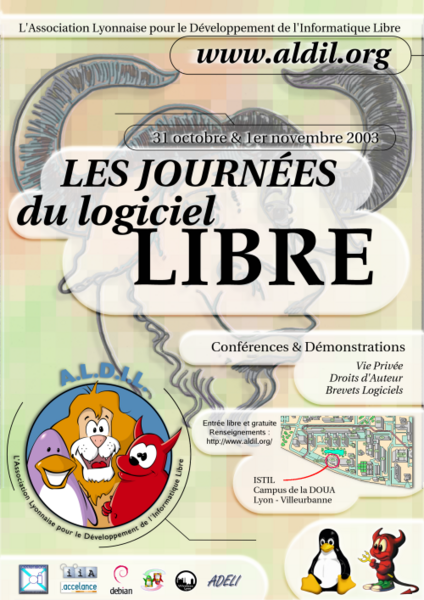 L'Association Lyonnaise pour le Développement de l'Informatique Libre
www.aldil.org
31 octobre & 1er novembre 2003
LES JOURNÉES
du logiciel
LIBRE
Conférences & Démonstrations
Vie Privée
Droits d'Auteur
Brevets Logiciels
A.L.D.I.L.
L'Association Lyonnaise pour le Développement de l'Informatique Libre
Entrée libre et gratuite
Renseignements :
http://www.aldil.org/
ISTIL
Campus de la DOUA
Lyon - Villeurbanne
accelance
debian
ADELI